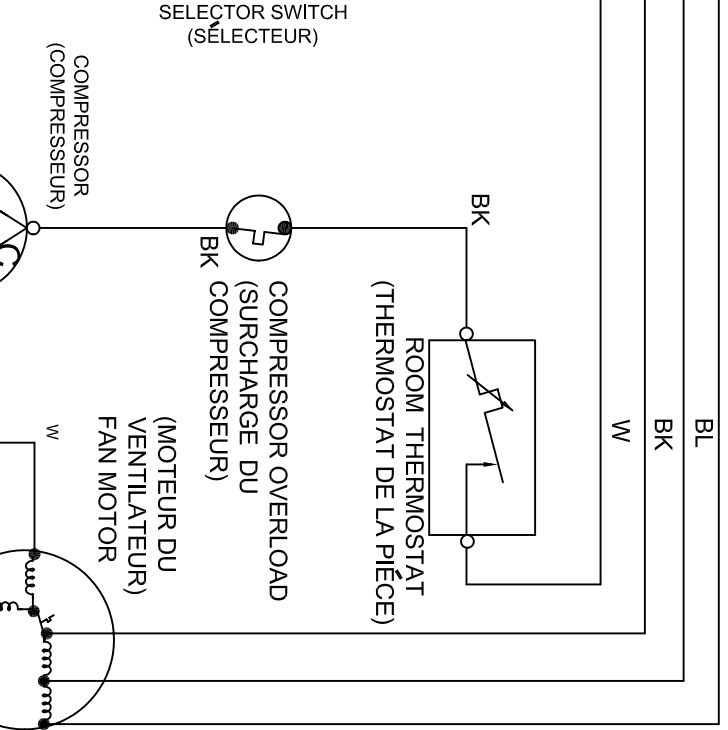 SELECTOR SWITCH
(SÉLECTEUR)
COMPRESSOR
(COMPRESSEUR)
C
BK
BK
COMPRESSOR OVERLOAD
(SURCHARGE DU
COMPRESSEUR)
ROOM THERMOSTAT
(THERMOSTAT DE LA PIÉCE)
W
BK
BL
W
(MOTEUR DU
VENTILATEUR)
FAN MOTOR